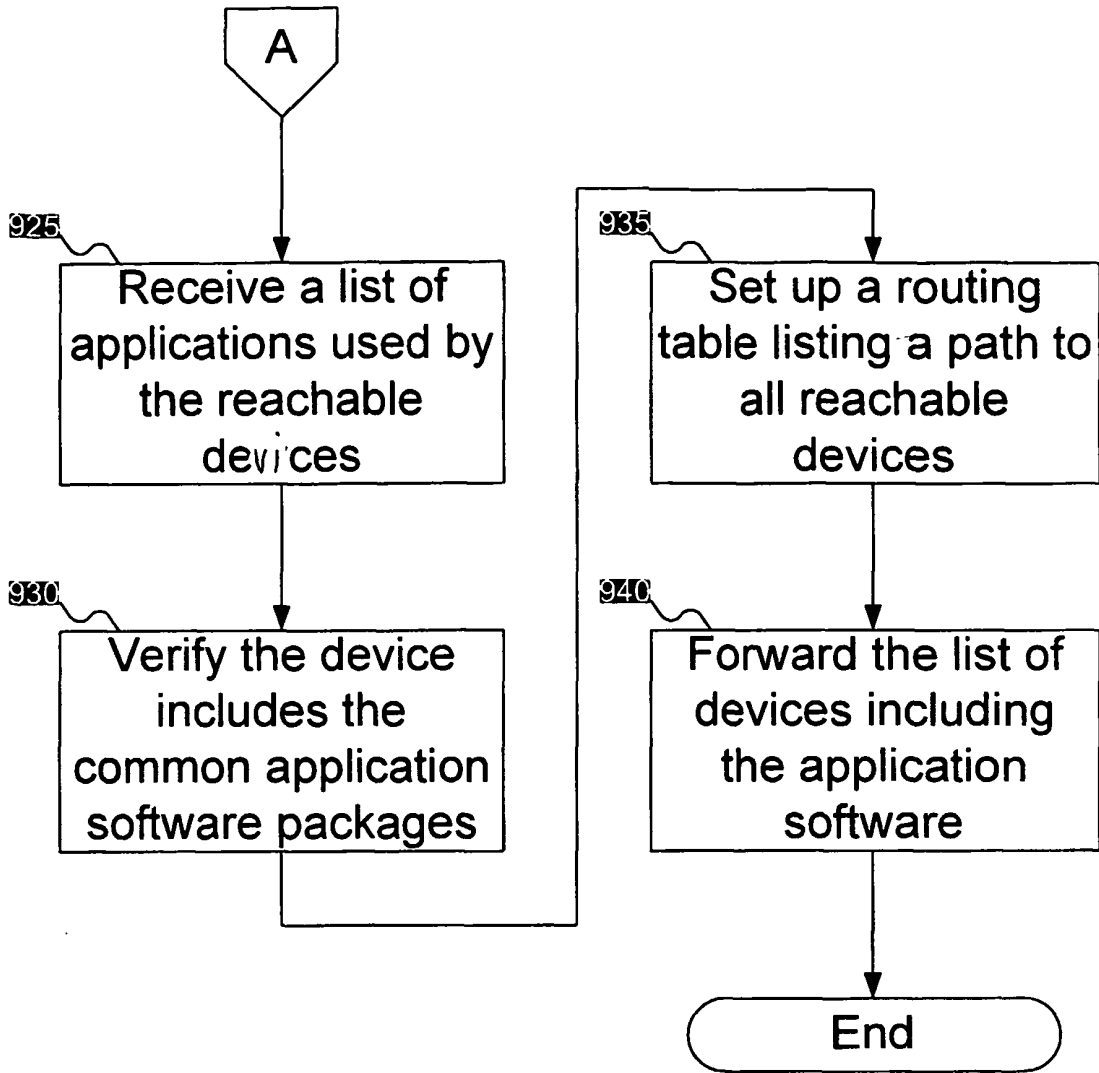 A
925
Receive a list of
applications used by
the reachable
devices
930
Verify the device
includes the
common application
software packages
935
Set up a routing
table listing a path to
all reachable
devices
940
Forward the list of
devices including
the application
software
End